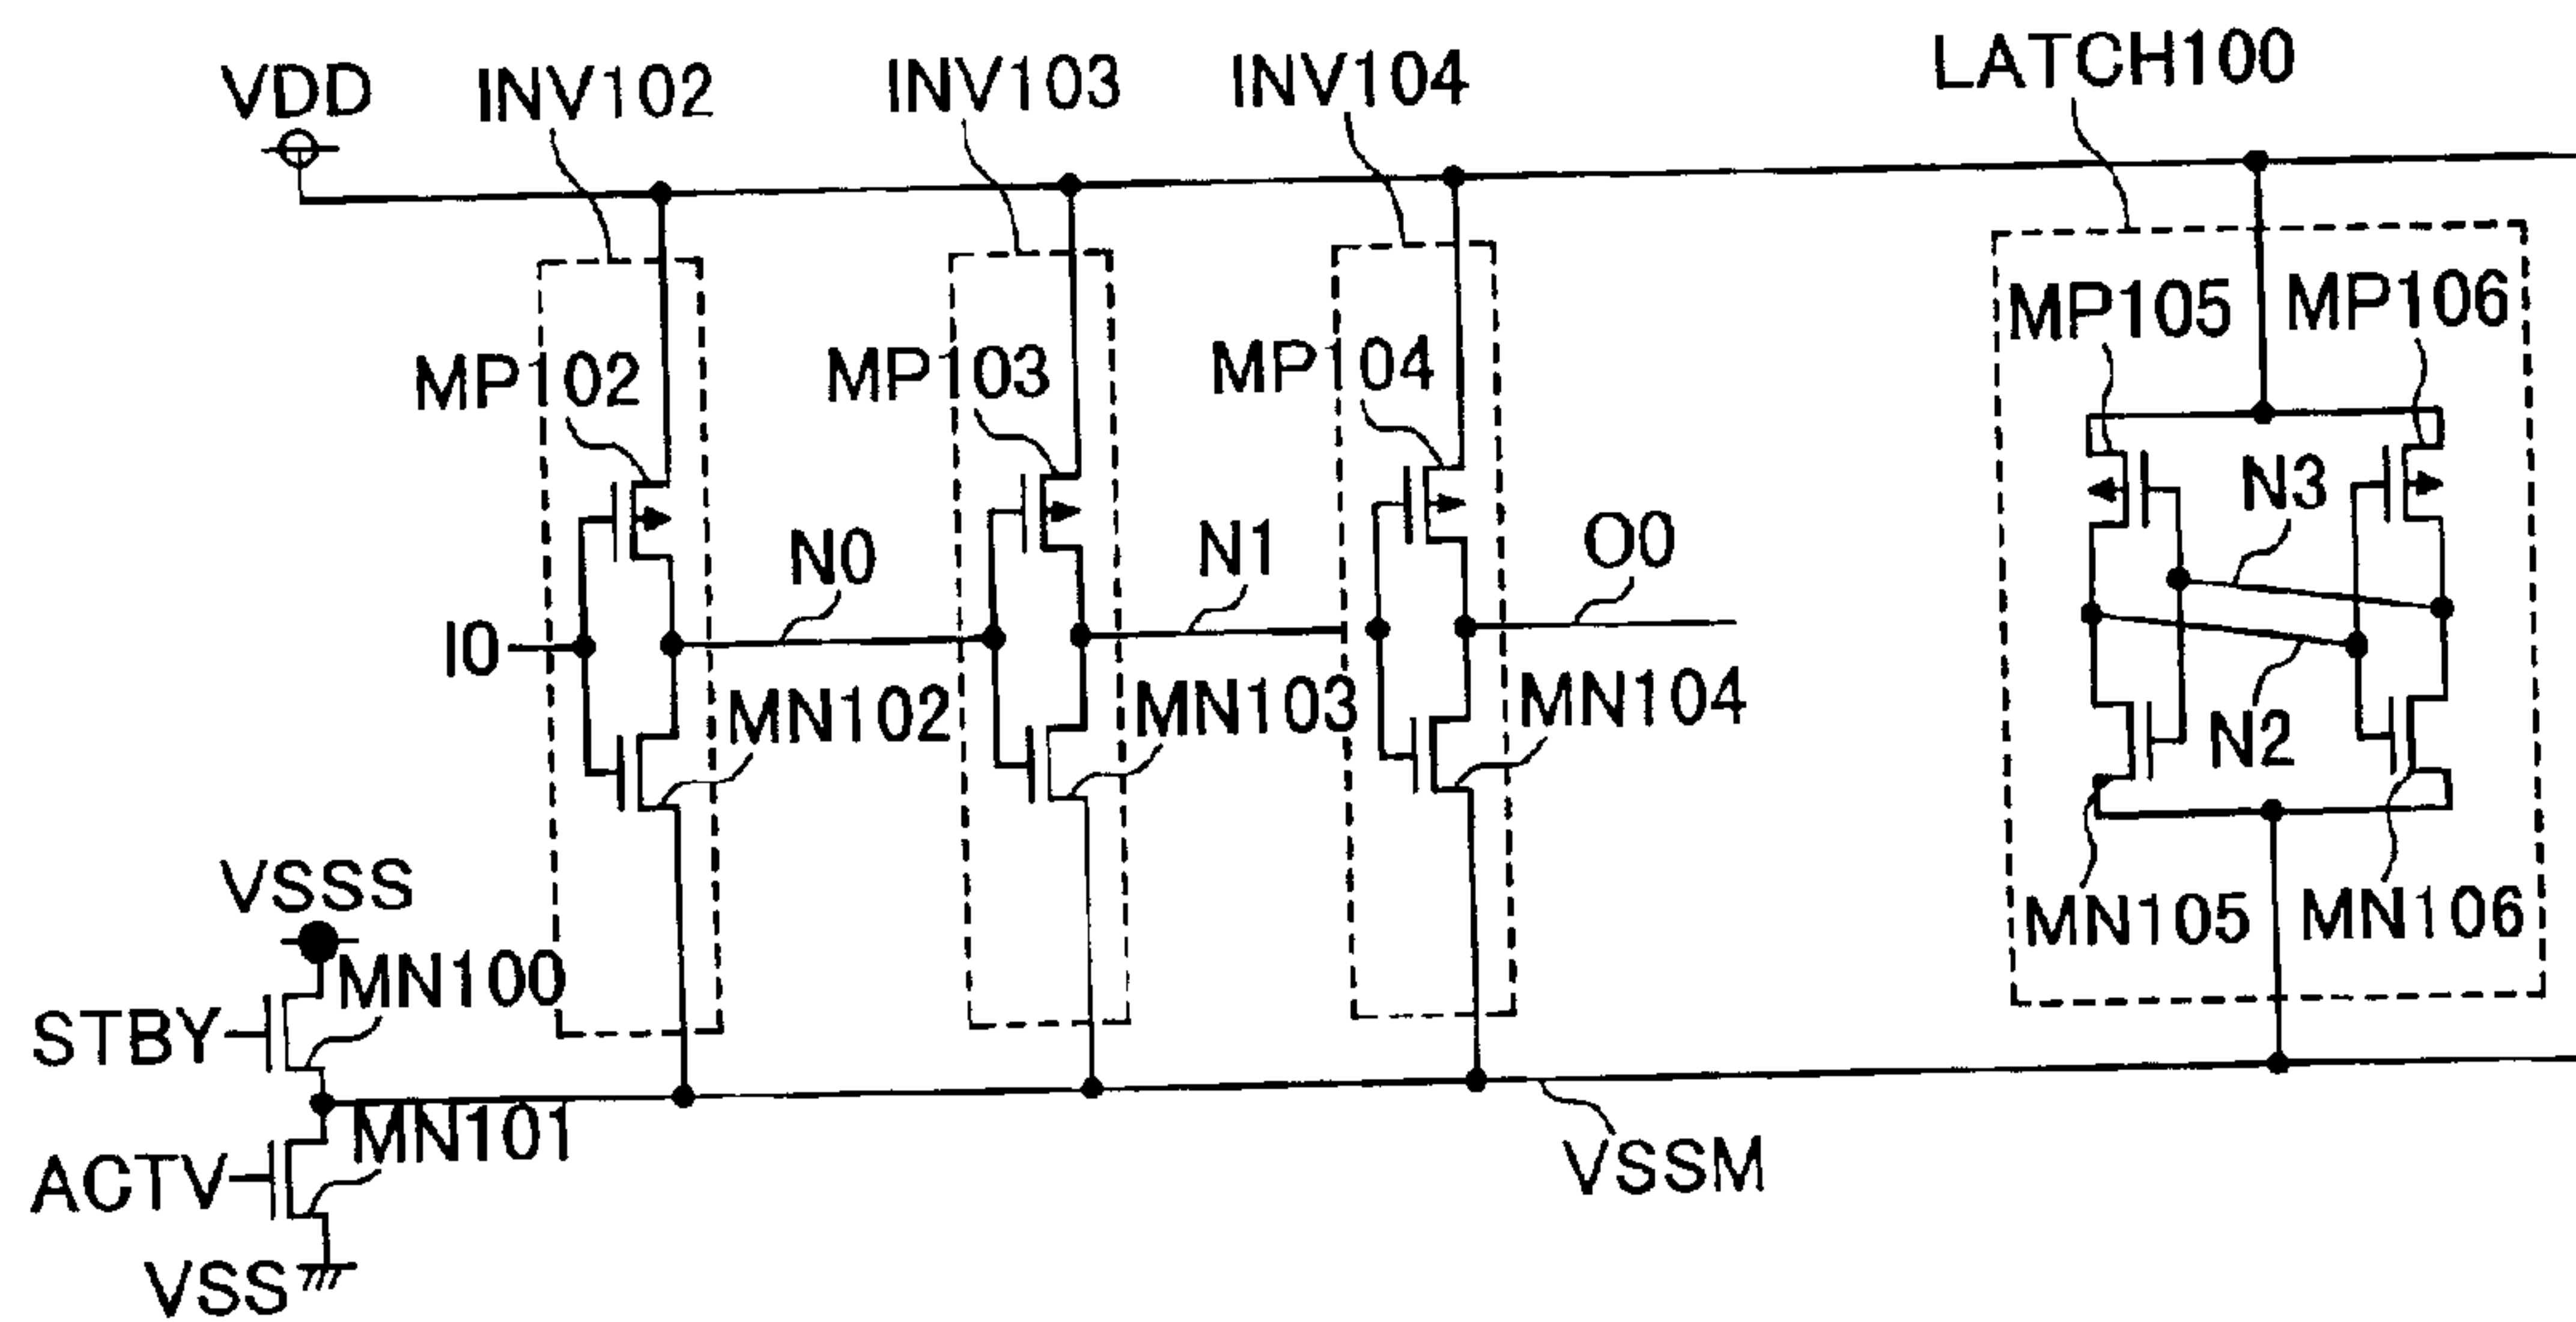 LATCH100
VDD
INV102
INV103
INV104
MP105
MP106
MP102
MP103
MP104
N3
N0
N1
O0
I0
MN102
MN103
MN104
N2
VSSS
MN105
MN106
MN100
STBY
MN101
ACTV
VSSM
VSS